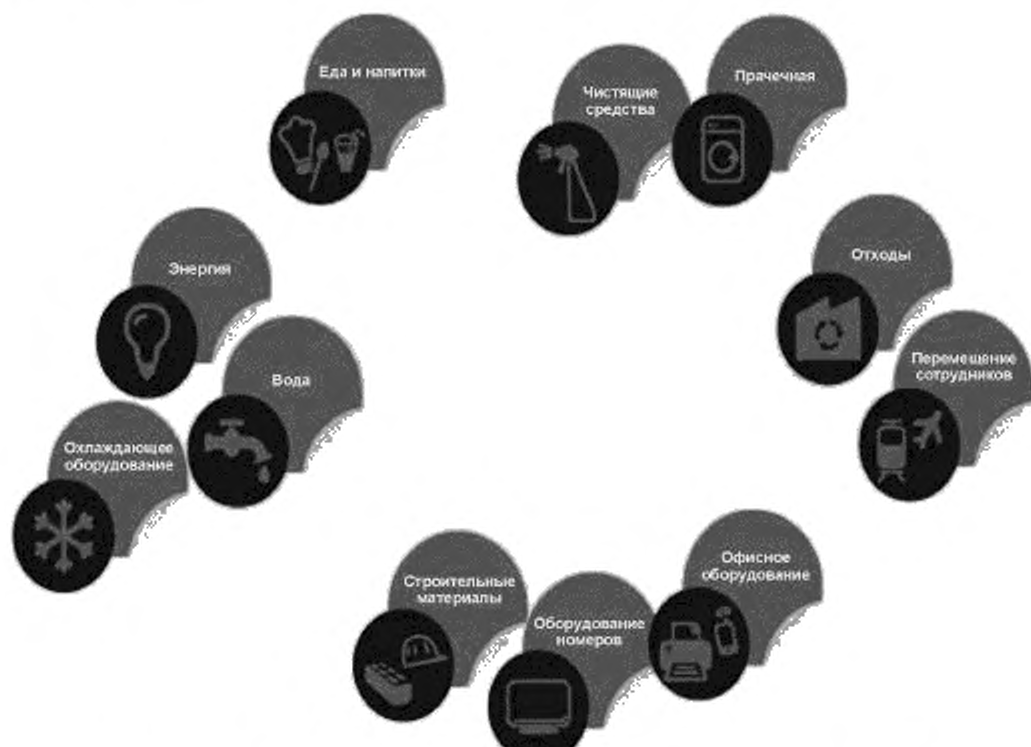 Еда и напитки
Чистящие
средства
Прачечная
Энергия
Отходы
Вода
Перемещение
сотрудников
Охлаждающее
оборудование
Строительные
материалы
Оборудование
номеров
Офисное
оборудование